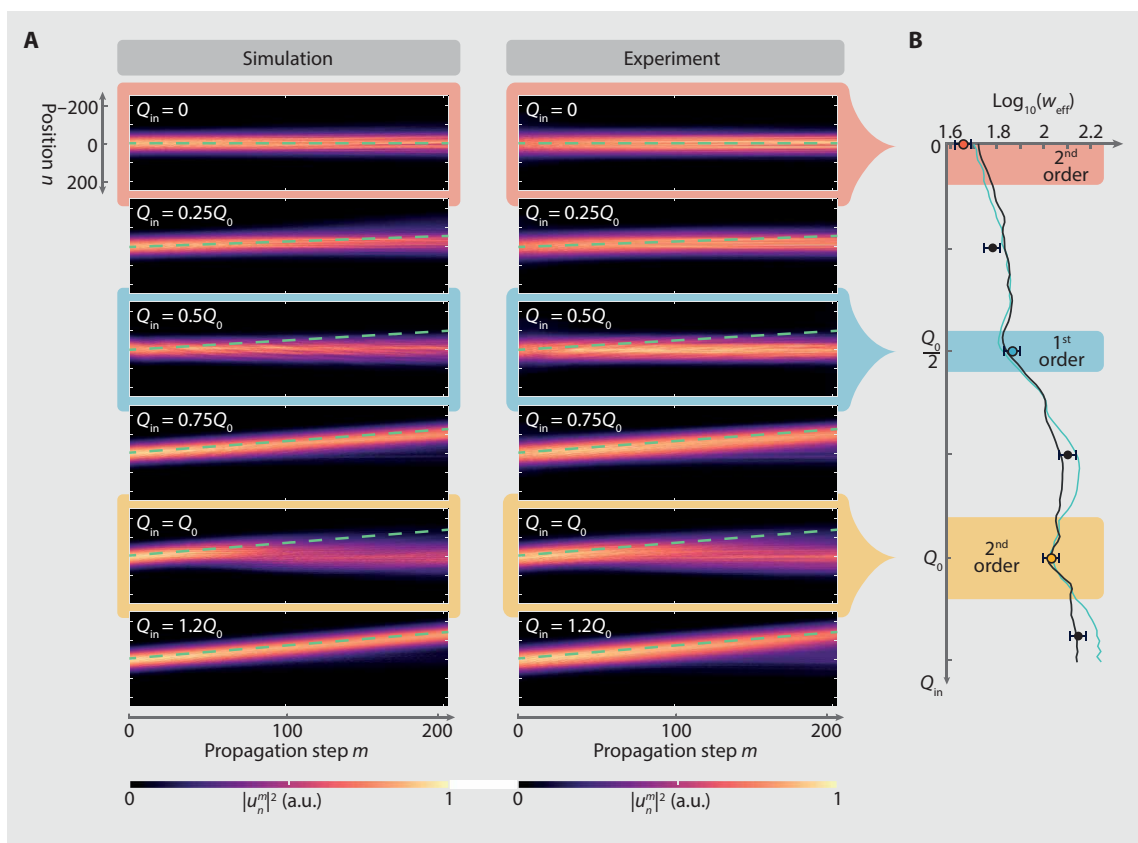 A
Simulation
Experiment
B
Position n
−200
0
200
Q_in = 0
Q_in = 0
Q_in = 0.25Q_0
Q_in = 0.25Q_0
Q_in = 0.5Q_0
Q_in = 0.5Q_0
Q_in = 0.75Q_0
Q_in = 0.75Q_0
Q_in = Q_0
Q_in = Q_0
Q_in = 1.2Q_0
Q_in = 1.2Q_0
0 100 200
Propagation step m
0 100 200
Propagation step m
0 |u_n^m|^2 (a.u.) 1
0 |u_n^m|^2 (a.u.) 1
Log_10(w_eff)
1.6 1.8 2 2.2
0
2nd
order
Q_0
2
1st
order
Q_0
2nd
order
Q_in